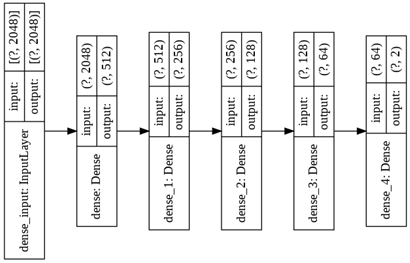 dense_input: InputLayer
input: [(?, 2048)]
output: [(?, 2048)]
dense: Dense
input: (?, 2048)
output: (?, 512)
dense_1: Dense
input: (?, 512)
output: (?, 256)
dense_2: Dense
input: (?, 256)
output: (?, 128)
dense_3: Dense
input: (?, 128)
output: (?, 64)
dense_4: Dense
input: (?, 64)
output: (?, 2)